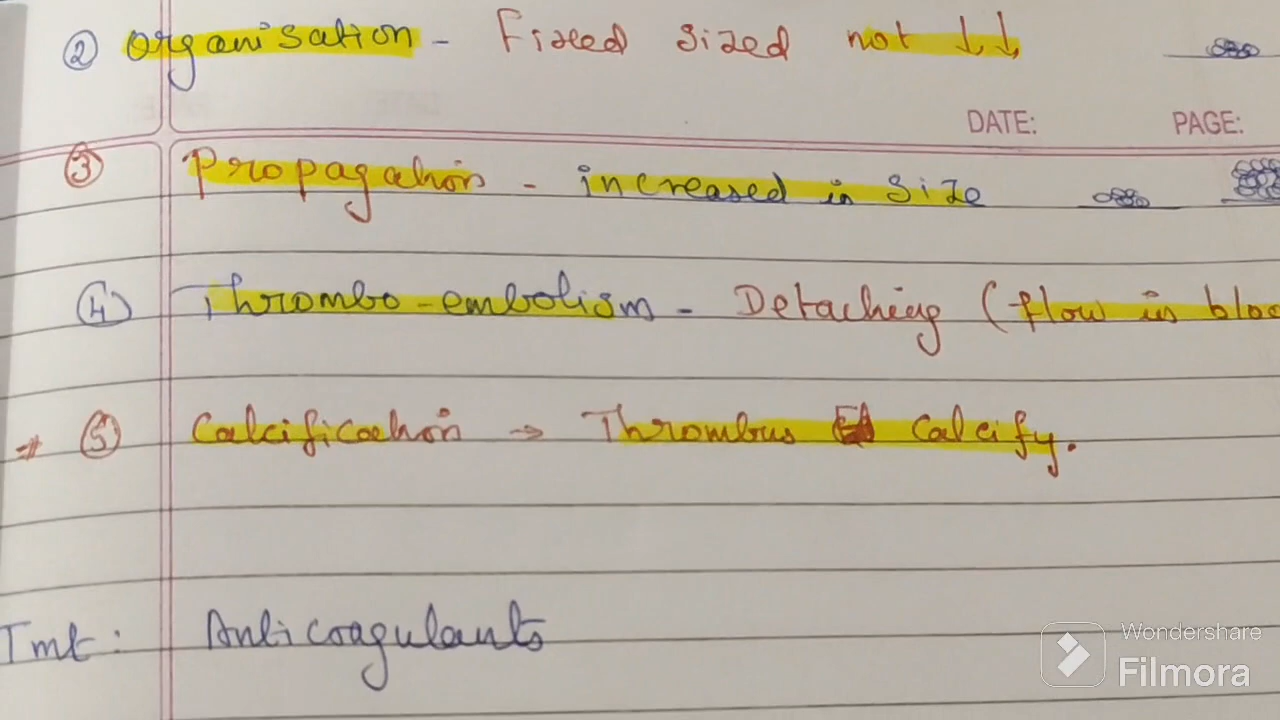 ② Organisation - Fixed sized not ↓↓
DATE: PAGE:
③ Propagation - increased in size
④ Thrombo-embolism - Detaching (flow in bloo
⑤ Calcification → Thrombus calcify.
Tmt: Anticoagulants
Wondershare
Filmora